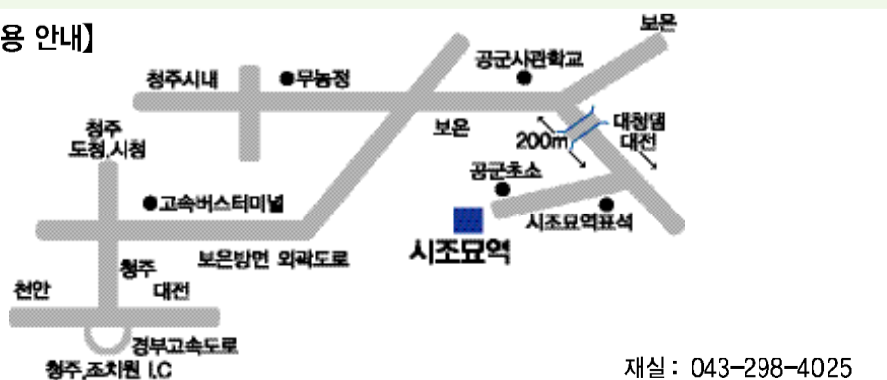 용 안내】
보은
공군사관학교
청주시내
●무농정
보은
200m
대청댐
대전
청주
도청,시청
공군초소
●고속버스터미널
시조묘역표석
시조묘역
보은방면 외곽도로
청주
천안
대전
경부고속도로
청주,조치원 I.C
재실 : 043-298-4025